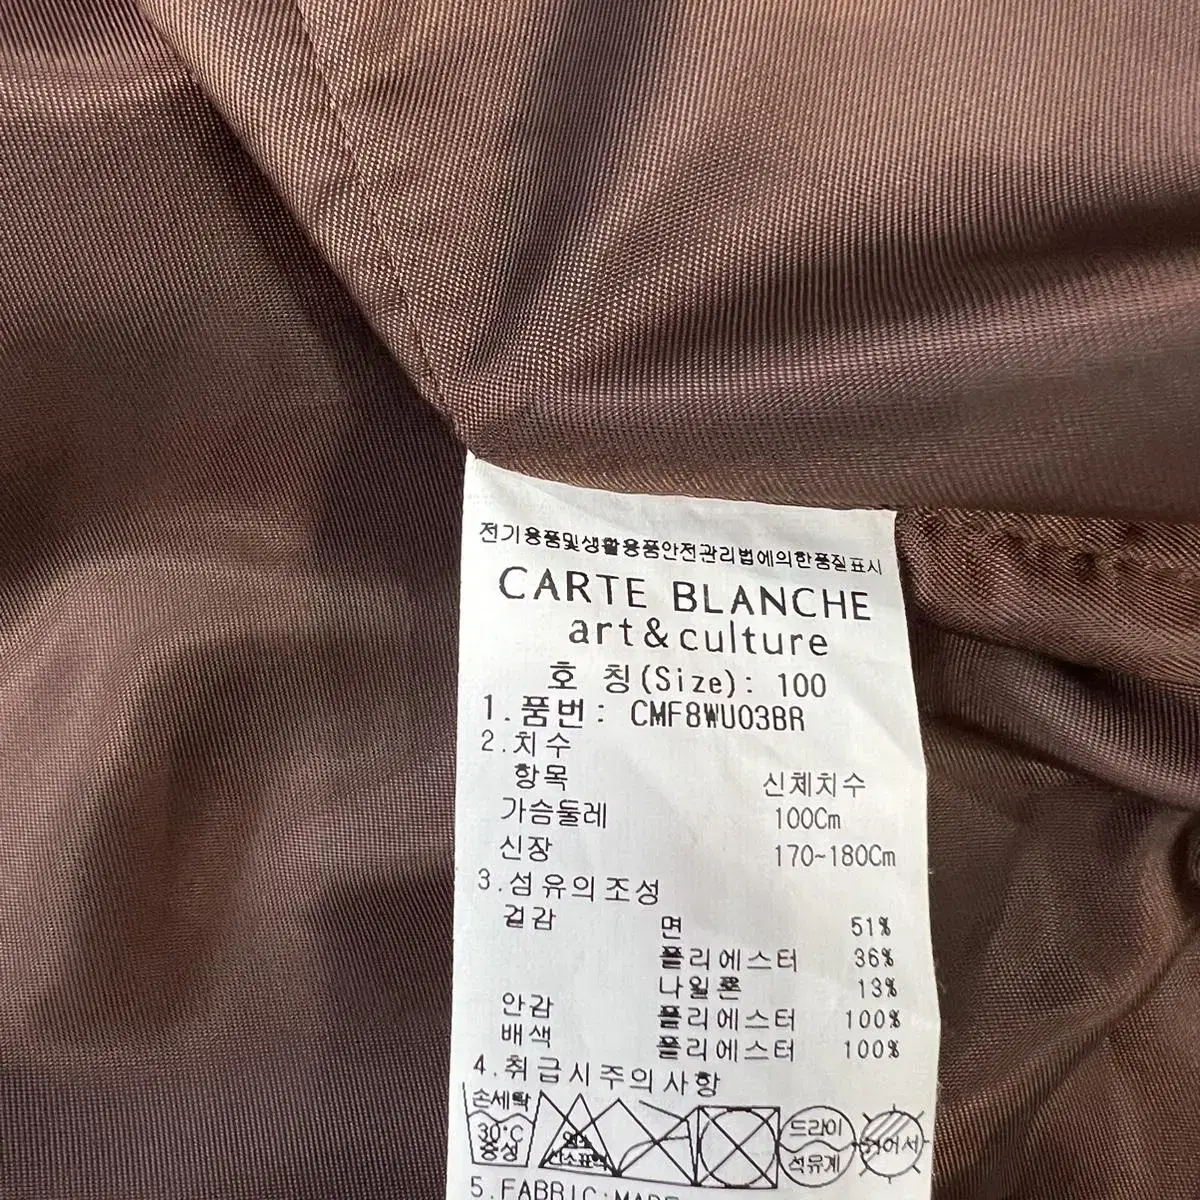 전기용품및생활용품안전관리법에의한품질표시
CARTE BLANCHE
art&culture
호 칭(Size): 100
1.품번: CMF8WU03BR
2.치수
항목 신체치수
가슴둘레 100Cm
신장 170~180Cm
3.섬유의조성
겉감 면 51%
폴리에스터 36%
나일론 13%
안감 폴리에스터 100%
배색 폴리에스터 100%
4.취급시주의사항
손세탁
30°C
중성
드라이
석유계
5.FABRIC:MADE